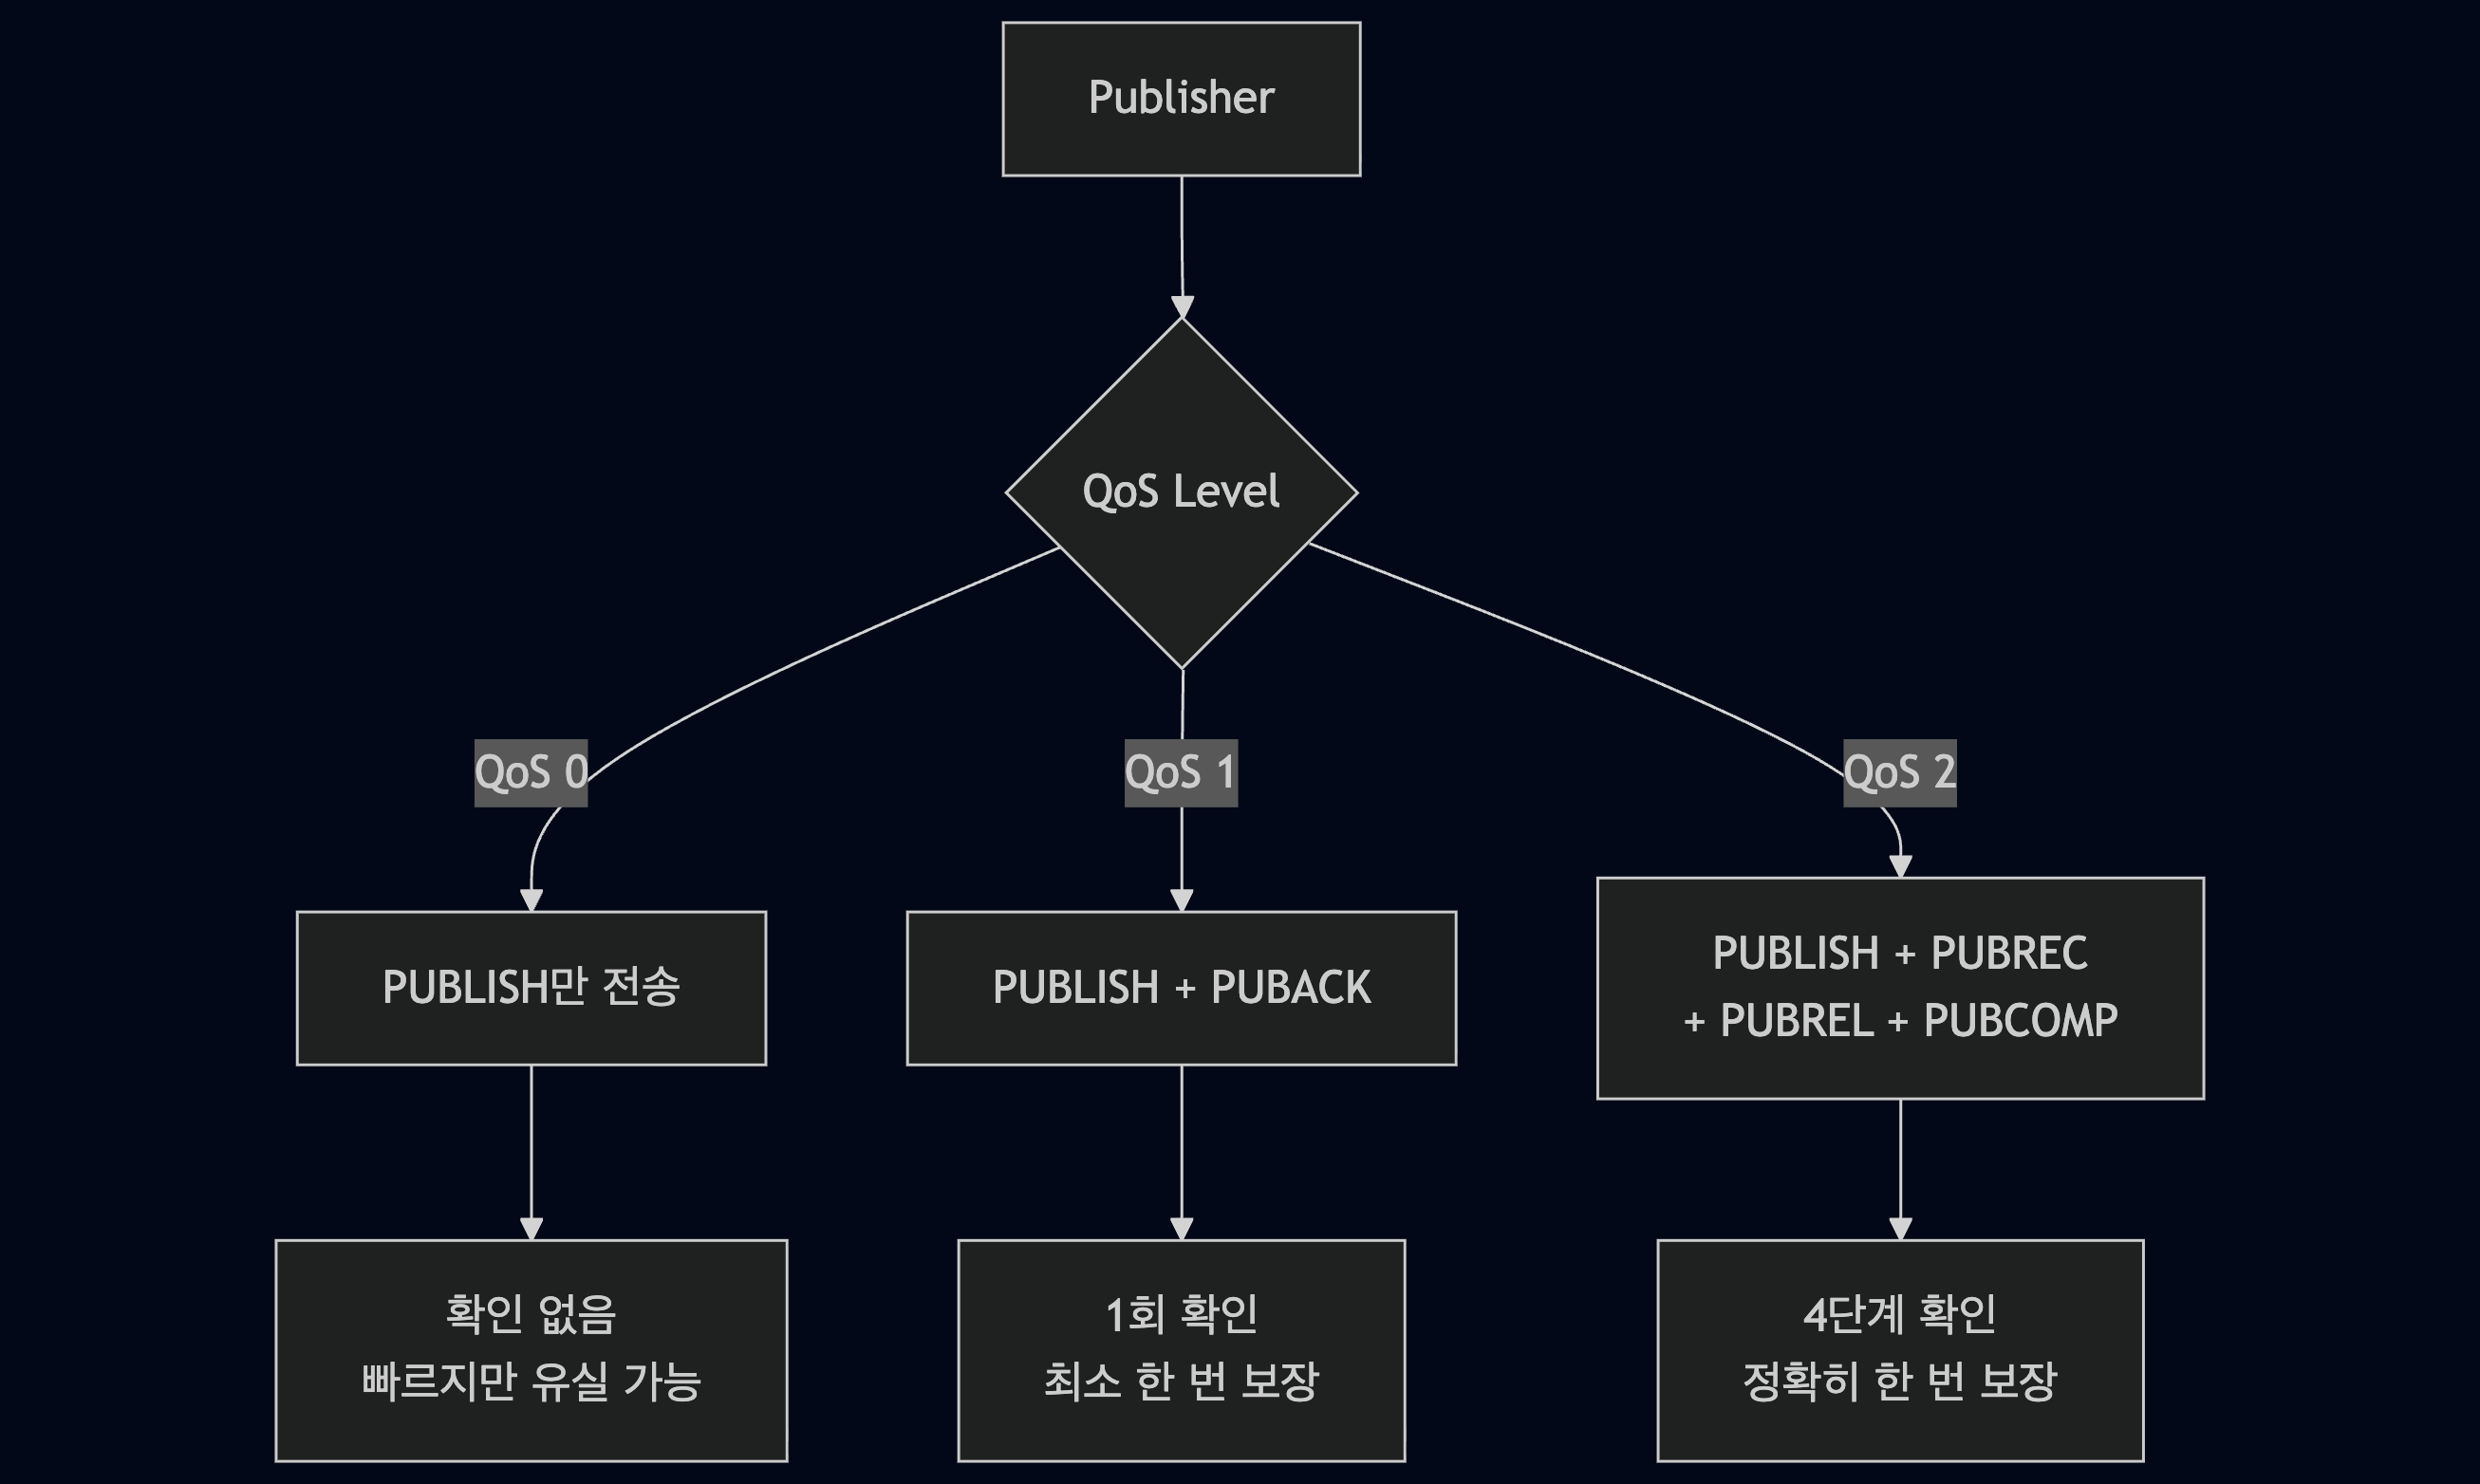 Publisher
QoS Level
QoS 0
QoS 1
QoS 2
PUBLISH만 전송
PUBLISH + PUBACK
PUBLISH + PUBREC
+ PUBREL + PUBCOMP
확인 없음
빠르지만 유실 가능
1회 확인
최소 한 번 보장
4단계 확인
정확히 한 번 보장